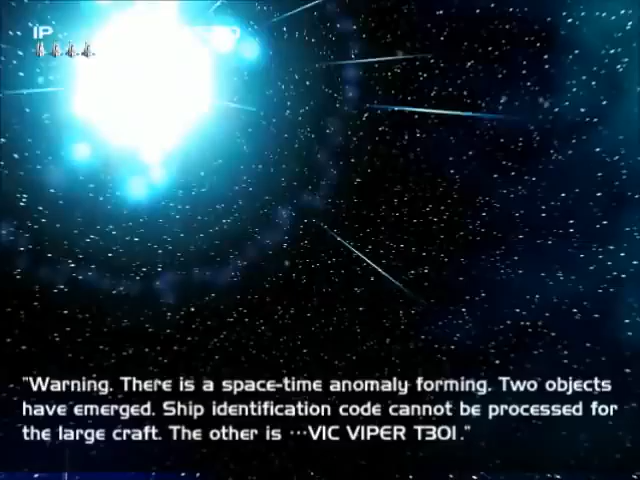 IP
"Warning. There is a space-time anomaly forming. Two objects
have emerged. Ship identification code cannot be processed for
the large craft. The other is …VIC VIPER T301."